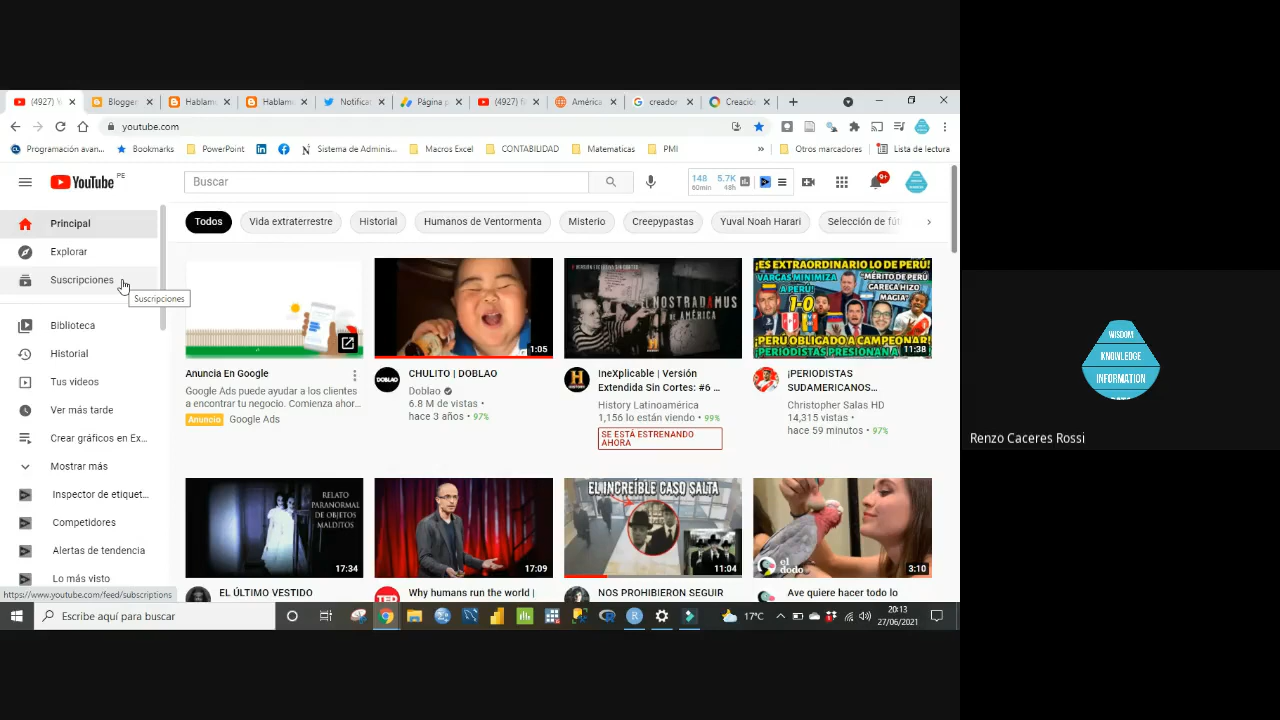 (4927) Y
Blogger
Hablam
Hablam
Notificar
Página p
(4927) f
América
creador
Creació
youtube.com
Programación avan...
Bookmarks
PowerPoint
Sistema de Adminis...
Macros Excel
CONTABILIDAD
Matematicas
PMI
»
Otros marcadores
Lista de lectura
YouTube PE
Buscar
148 5.7K
60min 48h
9+
Principal
Explorar
Suscripciones
Suscripciones
Biblioteca
Historial
Tus videos
Ver más tarde
Crear gráficos en Ex...
Mostrar más
Inspector de etiquet...
Competidores
Alertas de tendencia
Lo más visto
https://www.youtube.com/feed/subscriptions
Todos
Vida extraterrestre
Historial
Humanos de Ventormenta
Misterio
Creepypastas
Yuval Noah Harari
Selección de fút
Anuncia En Google
Google Ads puede ayudar a los clientes
a encontrar tu negocio. Comienza ahor...
Anuncio Google Ads
1:05
CHULITO | DOBLAO
DOBLAO
Doblao
6.8 M de vistas •
hace 3 años • 97%
NOSTRADAMUS
DE AMÉRICA
IneXplicable | Versión
Extendida Sin Cortes: #6 ...
History Latinoamérica
1,156 lo están viendo • 99%
SE ESTÁ ESTRENANDO
AHORA
¡ES EXTRAORDINARIO LO DE PERÚ!
VARGAS MINIMIZA
A PERÚ!
"MÉRITO DE PERÚ
GARECA HIZO
MAGIA"
1-0
¡PERU OBLIGADO A CAMPEONAR!
¡PERIODISTAS PRESIONAN A
11:38
¡PERIODISTAS
SUDAMERICANOS...
Christopher Salas HD
14,315 vistas •
hace 59 minutos • 97%
RELATO
PARANORMAL
DE OBJETOS
MALDITOS
17:34
EL ÚLTIMO VESTIDO
17:09
TED
Why humans run the world |
EL INCREÍBLE CASO SALTA
11:04
NOS PROHIBIERON SEGUIR
el
dodo
3:10
Ave quiere hacer todo lo
Escribe aquí para buscar
17°C
20:13
27/06/2021
WISDOM
KNOWLEDGE
INFORMATION
Renzo Caceres Rossi